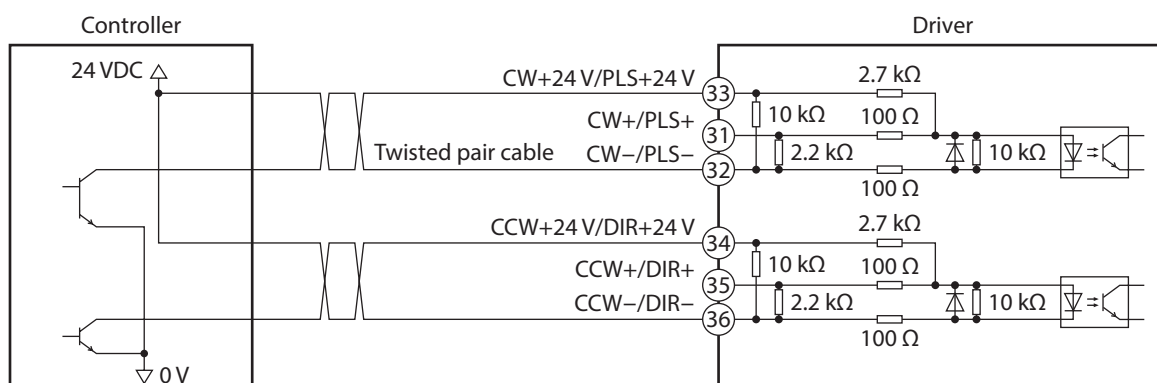 Controller
Driver
24 VDC
CW+24 V/PLS+24 V
33
2.7 kΩ
10 kΩ
100 Ω
CW+/PLS+
31
Twisted pair cable
CW−/PLS−
32
2.2 kΩ
10 kΩ
100 Ω
CCW+24 V/DIR+24 V
34
2.7 kΩ
10 kΩ
100 Ω
CCW+/DIR+
35
CCW−/DIR−
36
2.2 kΩ
10 kΩ
100 Ω
0 V